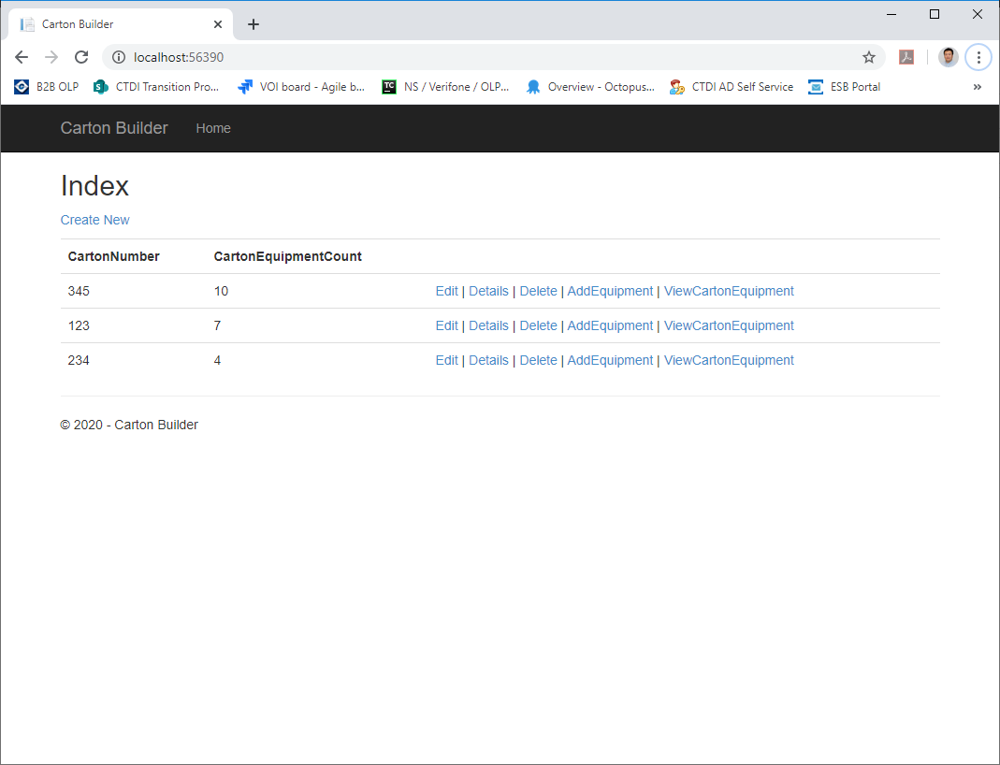 Carton Builder
localhost:56390
B2B OLP CTDI Transition Pro... VOI board - Agile b... TC NS / Verifone / OLP... Overview - Octopus... CTDI AD Self Service ESB Portal »
Carton Builder Home
Index
Create New
CartonNumber CartonEquipmentCount
345 10 Edit | Details | Delete | AddEquipment | ViewCartonEquipment
123 7 Edit | Details | Delete | AddEquipment | ViewCartonEquipment
234 4 Edit | Details | Delete | AddEquipment | ViewCartonEquipment
© 2020 - Carton Builder